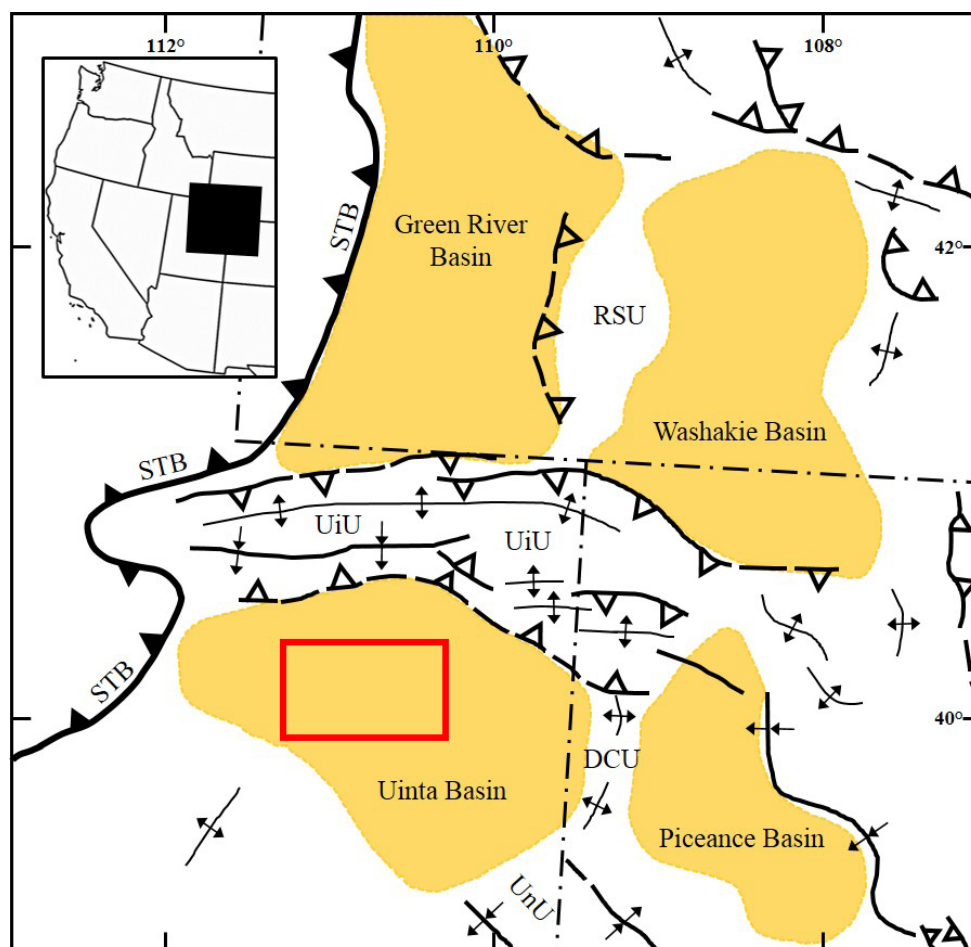 112°
110°
108°
STB
Green River
Basin
42°
RSU
Washakie Basin
STB
UiU
UiU
STB
40°
DCU
Uinta Basin
Piceance Basin
UnU